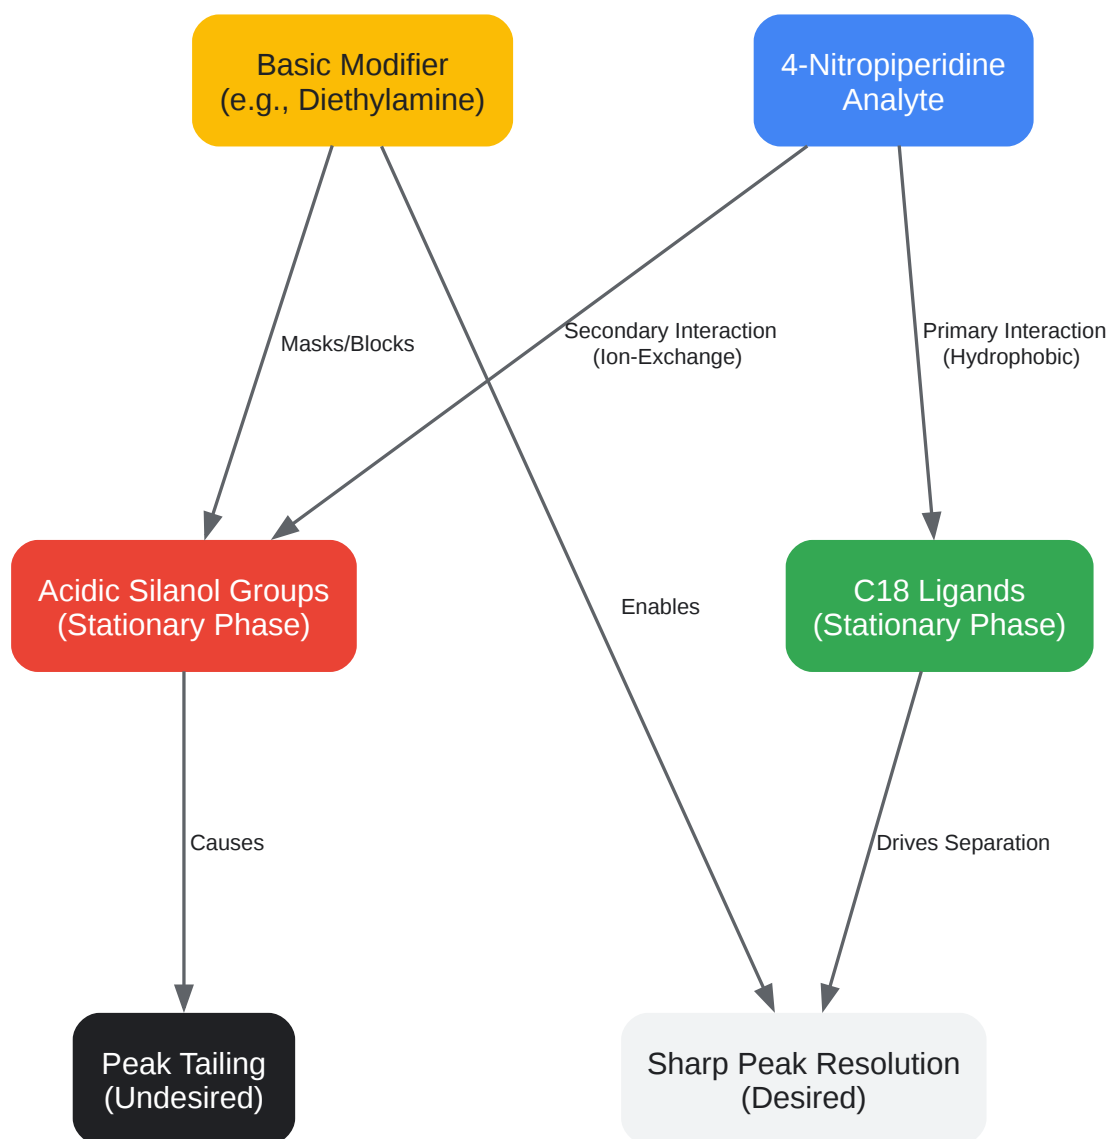 Basic Modifier
(e.g., Diethylamine)
4-Nitropiperidine
Analyte
Masks/Blocks
Secondary Interaction
(Ion-Exchange)
Primary Interaction
(Hydrophobic)
Acidic Silanol Groups
(Stationary Phase)
Enables
C18 Ligands
(Stationary Phase)
Causes
Drives Separation
Peak Tailing
(Undesired)
Sharp Peak Resolution
(Desired)